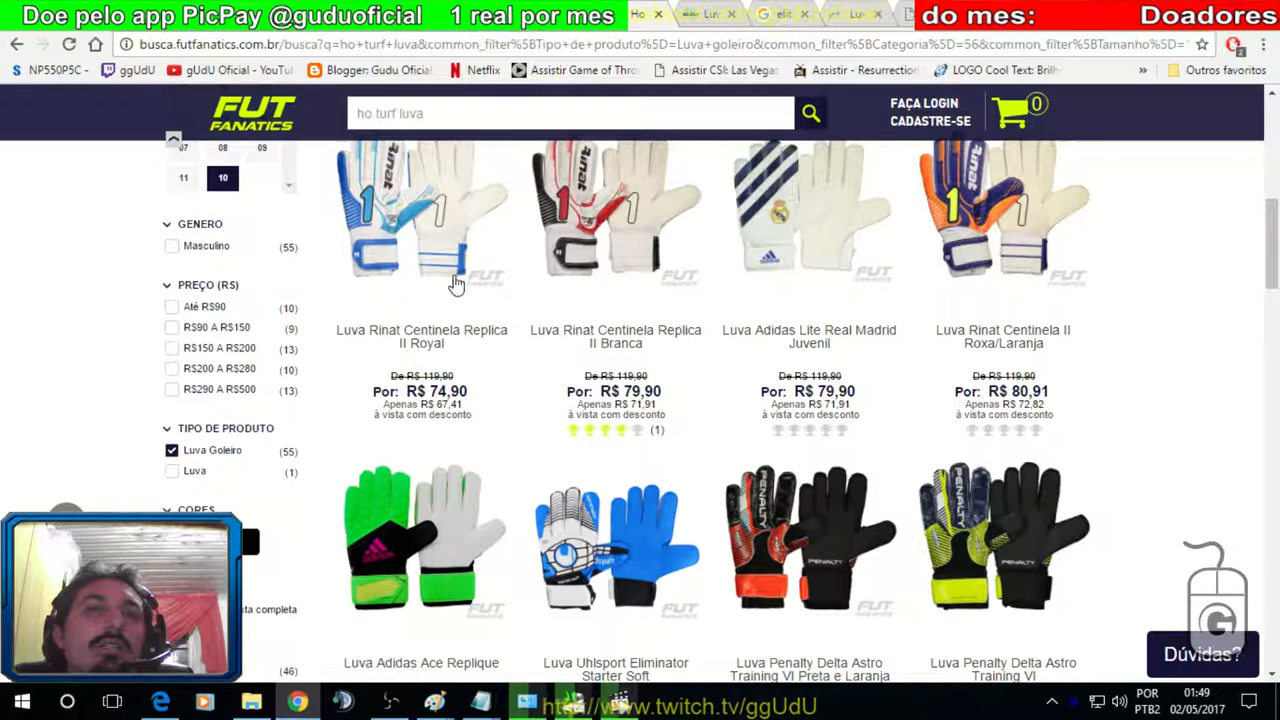 Doe pelo app PicPay @guduoficial 1 real por mes
do mes: Doadores
Ho
Luv
elit
Luv
busca.futfanatics.com.br/busca?q=ho+turf+luva&common_filter%5BTipo+de+produto%5D=Luva+goleiro&common_filter%5BCategoria%5D=56&common_filter%5BTamanho%5D=
NP550P5C -
ggUdU
gUdU Oficial - YouTu
Blogger: Gudu Oficia
Netflix
Assistir Game of Thro
Assistir CSI: Las Vegas
Assistir - Resurrection
LOGO Cool Text: Brilh
Outros favoritos
FUT
FANATICS
ho turf luva
FAÇA LOGIN
CADASTRE-SE
0
07 08 09
11 10
GENERO
Masculino (55)
PREÇO (RS)
Até R$90 (10)
R$90 A R$150 (9)
R$150 A R$200 (13)
R$200 A R$280 (10)
R$290 A R$500 (13)
TIPO DE PRODUTO
Luva Goleiro (55)
Luva (1)
CORES
sta completa
(46)
Luva Rinat Centinela Replica
II Royal
De R$ 119,90
Por: R$ 74,90
Apenas R$ 67,41
à vista com desconto
Luva Rinat Centinela Replica
II Branca
De R$ 119,90
Por: R$ 79,90
Apenas R$ 71,91
à vista com desconto
(1)
Luva Adidas Lite Real Madrid
Juvenil
De R$ 119,90
Por: R$ 79,90
Apenas R$ 71,91
à vista com desconto
Luva Rinat Centinela II
Roxa/Laranja
De R$ 119,90
Por: R$ 80,91
Apenas R$ 72,82
à vista com desconto
Luva Adidas Ace Replique
Luva Uhlsport Eliminator
Starter Soft
Luva Penalty Delta Astro
Training VI Preta e Laranja
Luva Penalty Delta Astro
Training VI
Dúvidas?
http://www.twitch.tv/ggUdU
POR
PTB2
01:49
02/05/2017